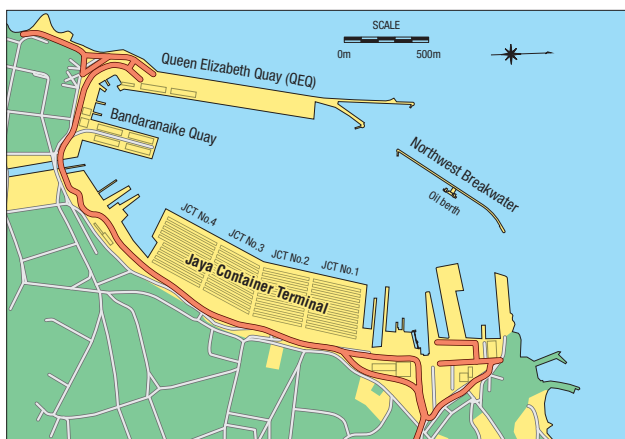 SCALE
0m 500m
Queen Elizabeth Quay (QEQ)
Bandaranaike Quay
Northwest Breakwater
Oil berth
JCT No.4
JCT No.3
JCT No.2
JCT No.1
Jaya Container Terminal